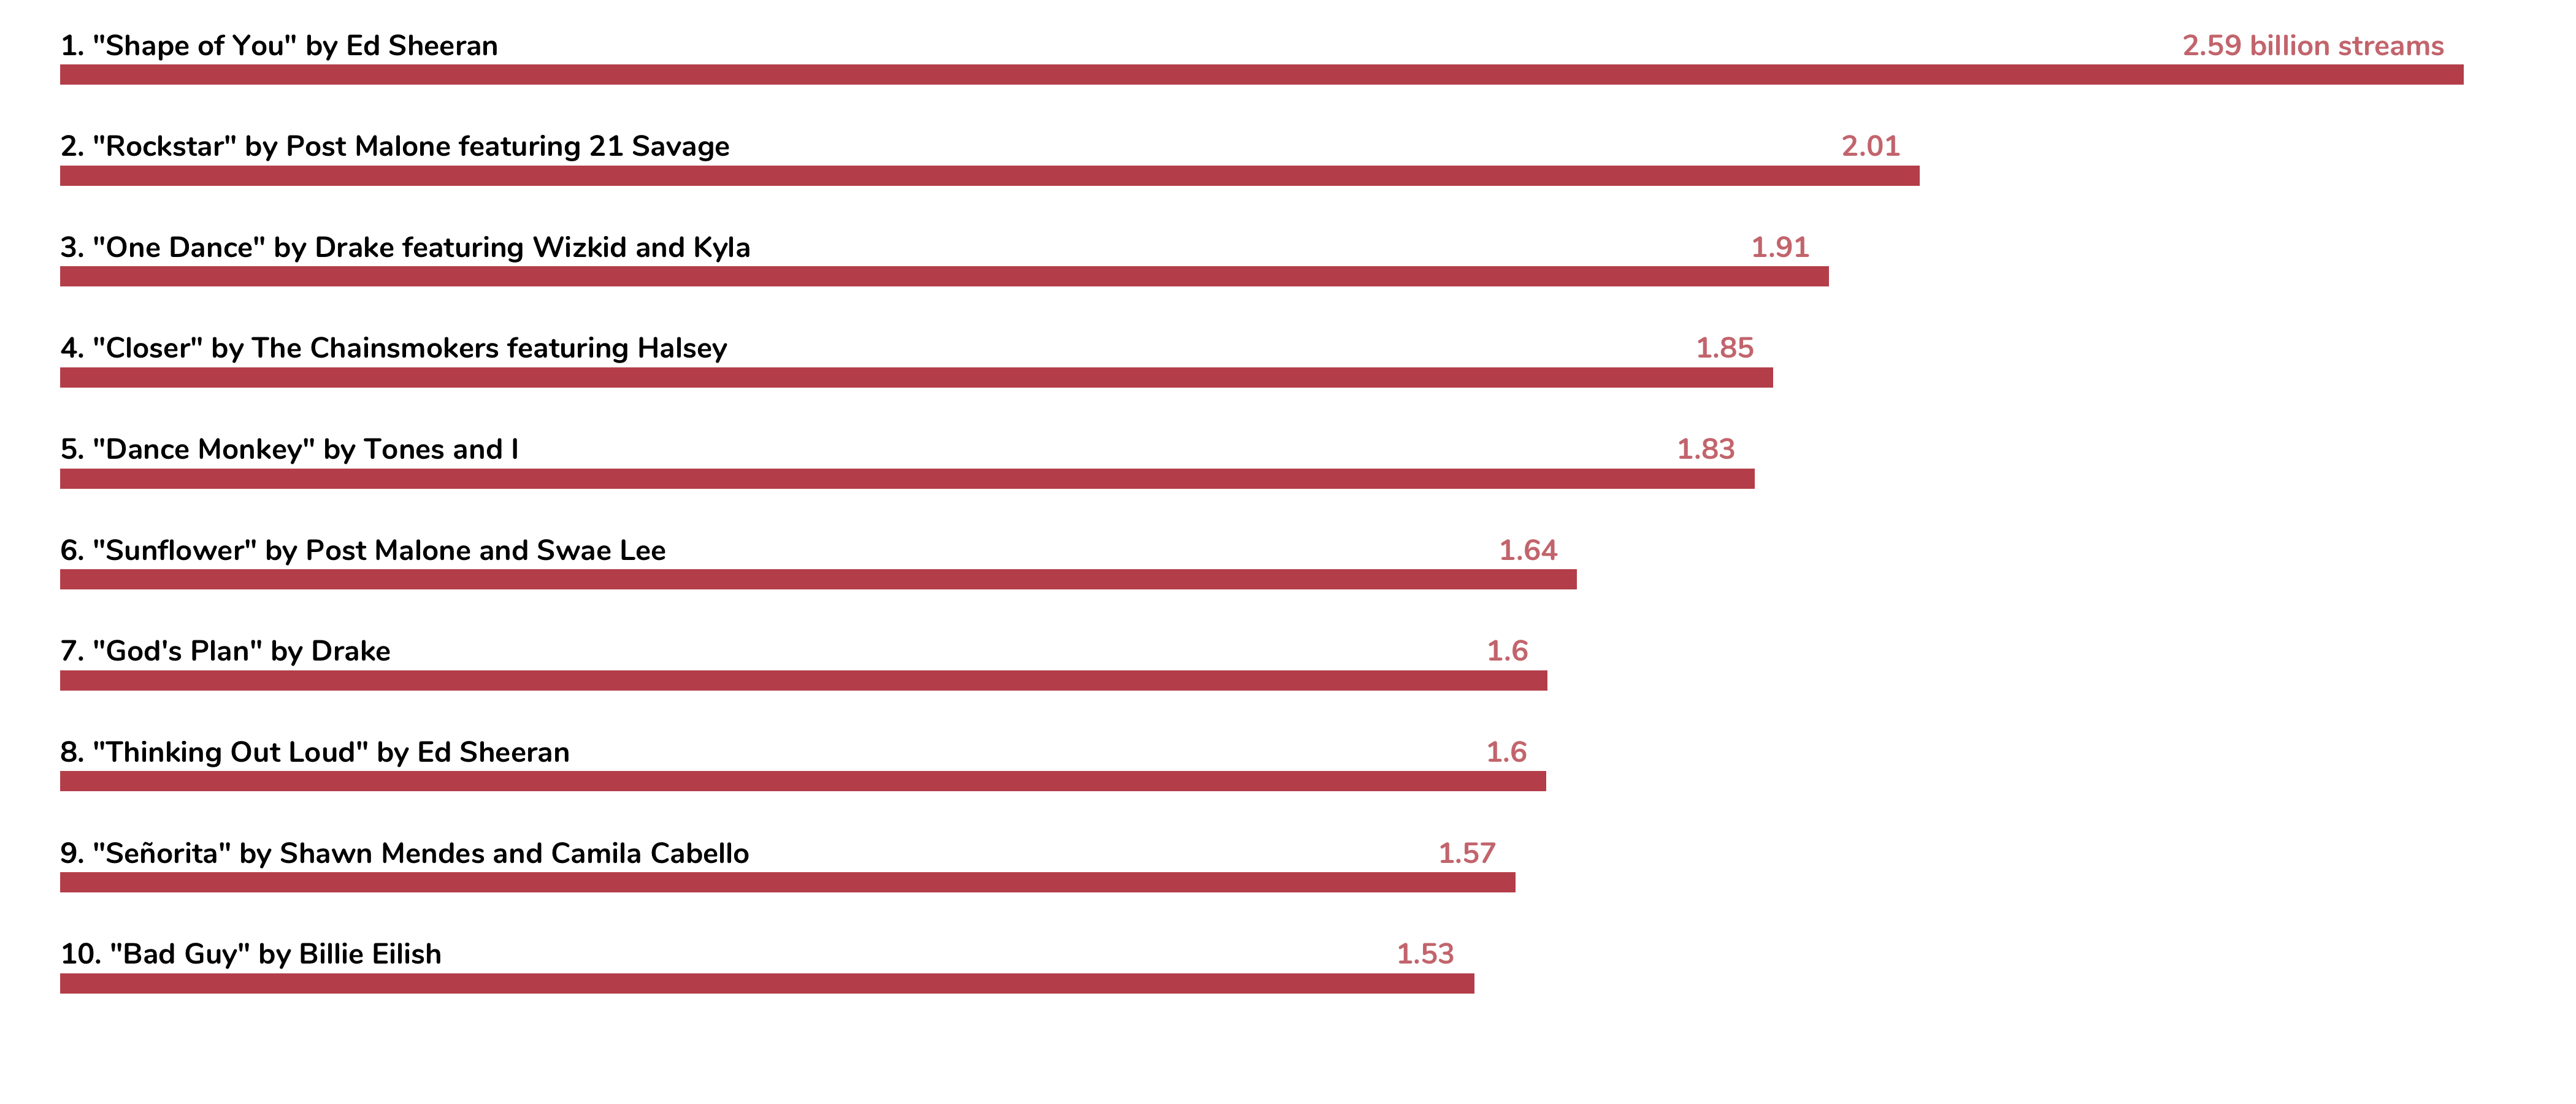 1. "Shape of You" by Ed Sheeran 2.59 billion streams
2. "Rockstar" by Post Malone featuring 21 Savage 2.01
3. "One Dance" by Drake featuring Wizkid and Kyla 1.91
4. "Closer" by The Chainsmokers featuring Halsey 1.85
5. "Dance Monkey" by Tones and I 1.83
6. "Sunflower" by Post Malone and Swae Lee 1.64
7. "God's Plan" by Drake 1.6
8. "Thinking Out Loud" by Ed Sheeran 1.6
9. "Señorita" by Shawn Mendes and Camila Cabello 1.57
10. "Bad Guy" by Billie Eilish 1.53